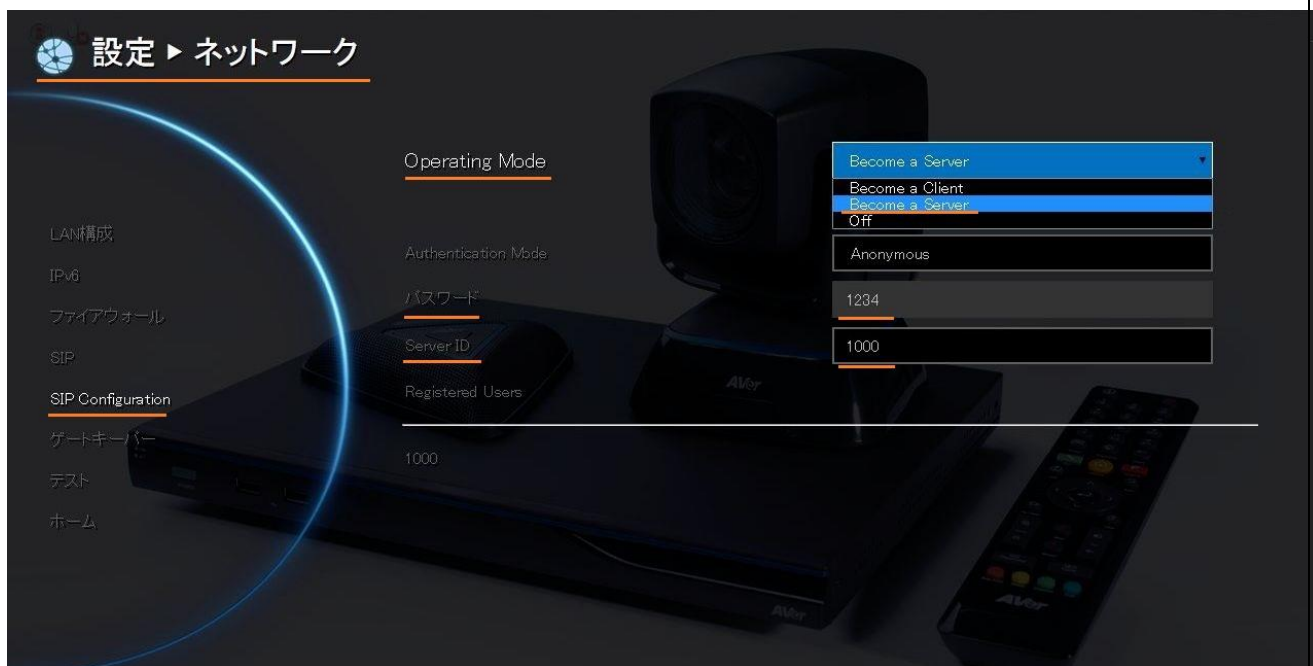 設定 ▶ ネットワーク
Operating Mode
Become a Server
Become a Client
Become a Server
Off
LAN構成
IPv6
ファイアウォール
SIP
SIP Configuration
ゲートキーパー
テスト
ホーム
Authentication Mode
Anonymous
パスワード
1234
Server ID
1000
Registered Users
1000
AVer
AVer
AVer